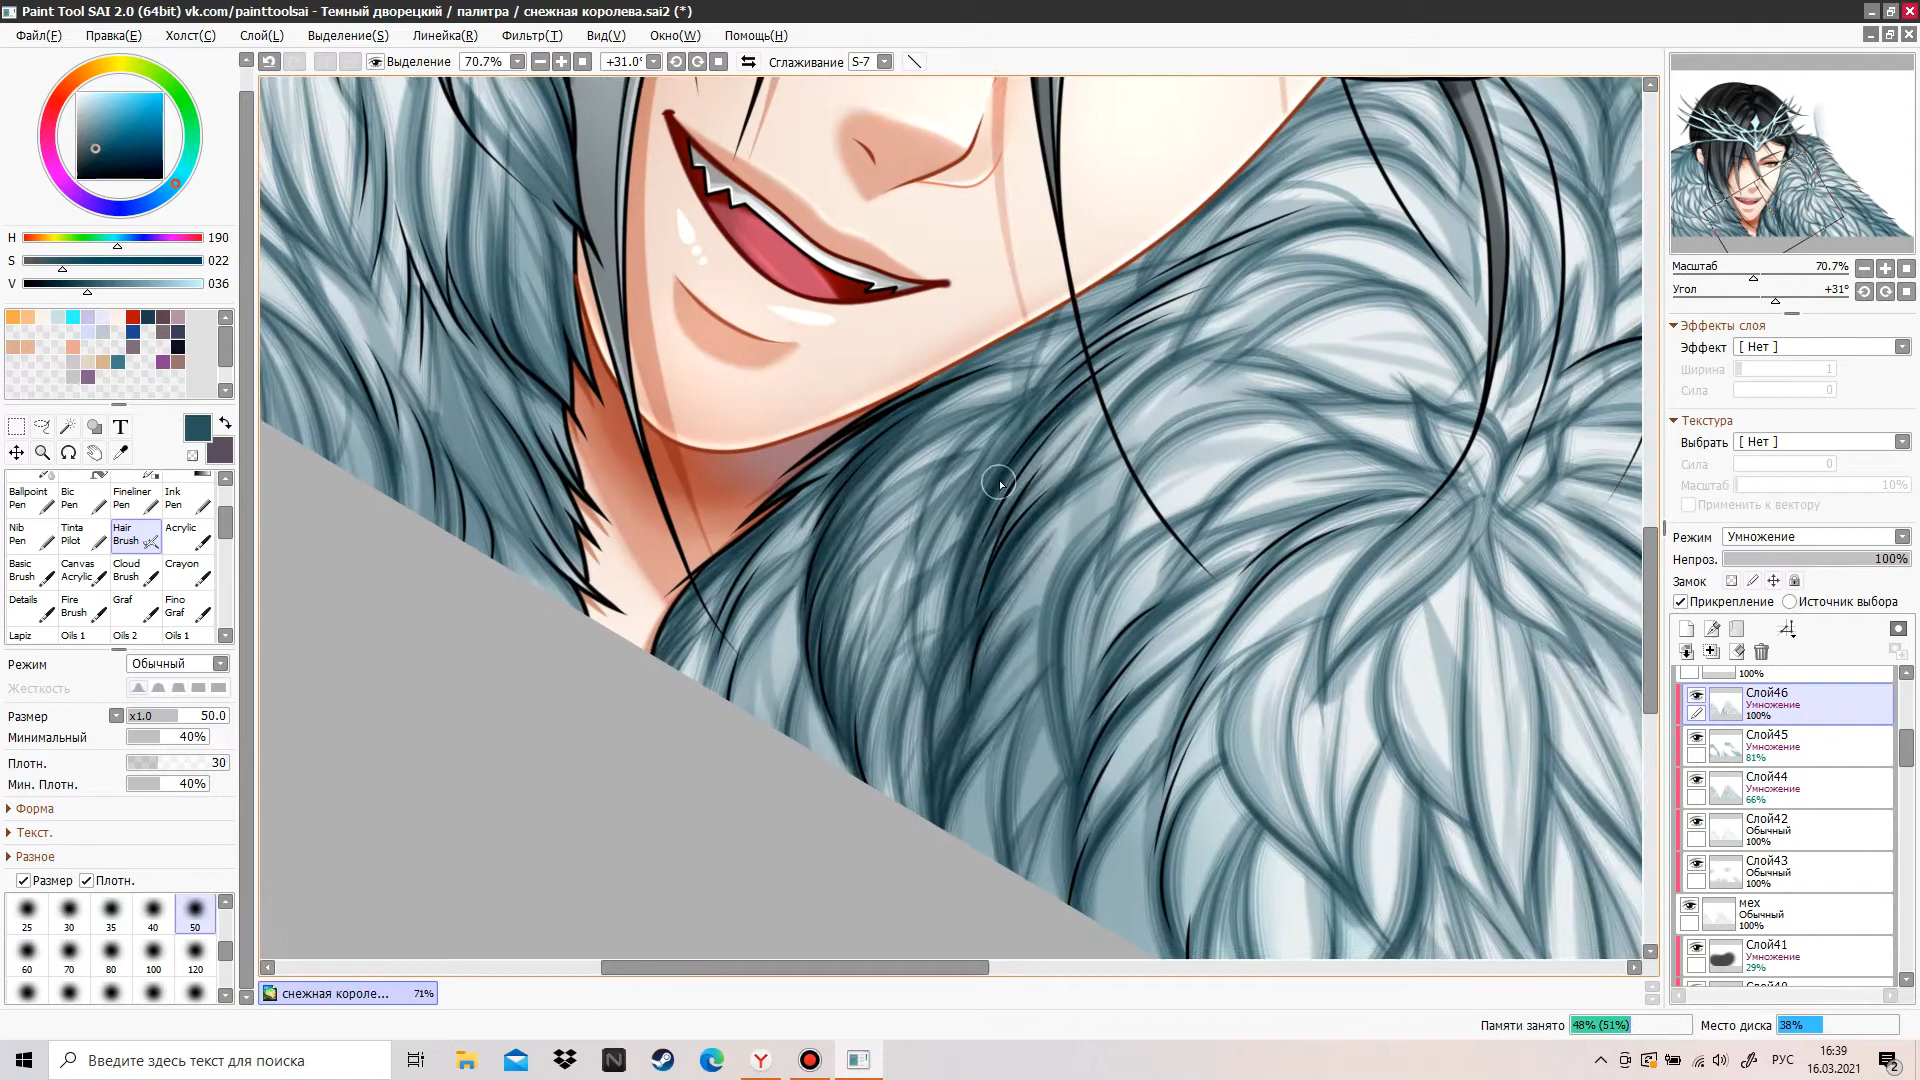 Paint Tool SAI 2.0 (64bit) vk.com/painttoolsai - Темный дворецкий / палитра / снежная королева.sai2 (*)
Файл(F) Правка(E) Холст(C) Слой(L) Выделение(S) Линейка(R) Фильтр(T) Вид(V) Окно(W) Помощь(H)
Выделение 70.7% +31.0° Сглаживание S-7
H 190
S 022
V 036
T
Ballpoint Pen Bic Pen Fineliner Pen Ink Pen
Nib Pen Tinta Pilot Hair Brush Acrylic
Basic Brush Canvas Acrylic Cloud Brush Crayon
Details Fire Brush Graf Fino Graf
Lapiz Oils 1 Oils 2 Oils 1
Режим Обычный
Жесткость
Размер x1.0 50.0
Минимальный 40%
Плотн. 30
Мин. Плотн. 40%
Форма
Текст.
Разное
Размер Плотн.
25 30 35 40 50
60 70 80 100 120
снежная короле... 71%
Масштаб 70.7%
Угол +31°
Эффекты слоя
Эффект [ Нет ]
Ширина 1
Сила 0
Текстура
Выбрать [ Нет ]
Сила 0
Масштаб 10%
Применить к вектору
Режим Умножение
Непроз. 100%
Замок
Прикрепление Источник выбора
100%
Слой46
Умножение
100%
Слой45
Умножение
81%
Слой44
Умножение
66%
Слой42
Обычный
100%
Слой43
Обычный
100%
мех
Обычный
100%
Слой41
Умножение
29%
Памяти занято 48% (51%) Место диска 38%
Введите здесь текст для поиска
РУС
16:39
16.03.2021
2